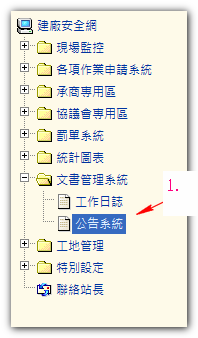 建廠安全網
現場監控
各項作業申請系統
承商專用區
協議會專用區
罰單系統
統計圖表
文書管理系統
工作日誌
1.
公告系統
工地管理
特別設定
聯絡站長